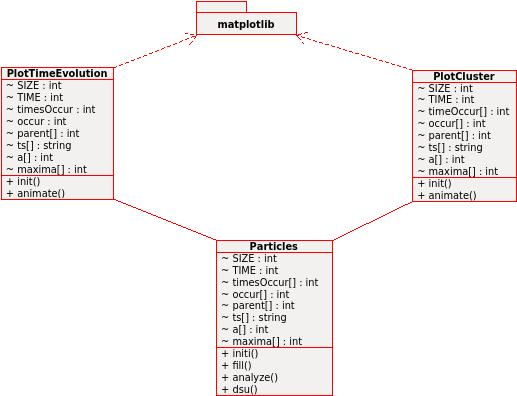 matplotlib
PlotTimeEvolution
~ SIZE : int
~ TIME : int
~ timesOccur : int
~ occur : int
~ parent[] : int
~ ts[] : string
~ a[] : int
~ maxima[] : int
+ init()
+ animate()
PlotCluster
~ SIZE : int
~ TIME : int
~ timeOccur[] : int
~ occur[] : int
~ parent[] : int
~ ts[] : string
~ a[] : int
~ maxima[] : int
+ init()
+ animate()
Particles
~ SIZE : int
~ TIME : int
~ timesOccur[] : int
~ occur[] : int
~ parent[] : int
~ ts[] : string
~ a[] : int
~ maxima[] : int
+ initi()
+ fill()
+ analyze()
+ dsu()